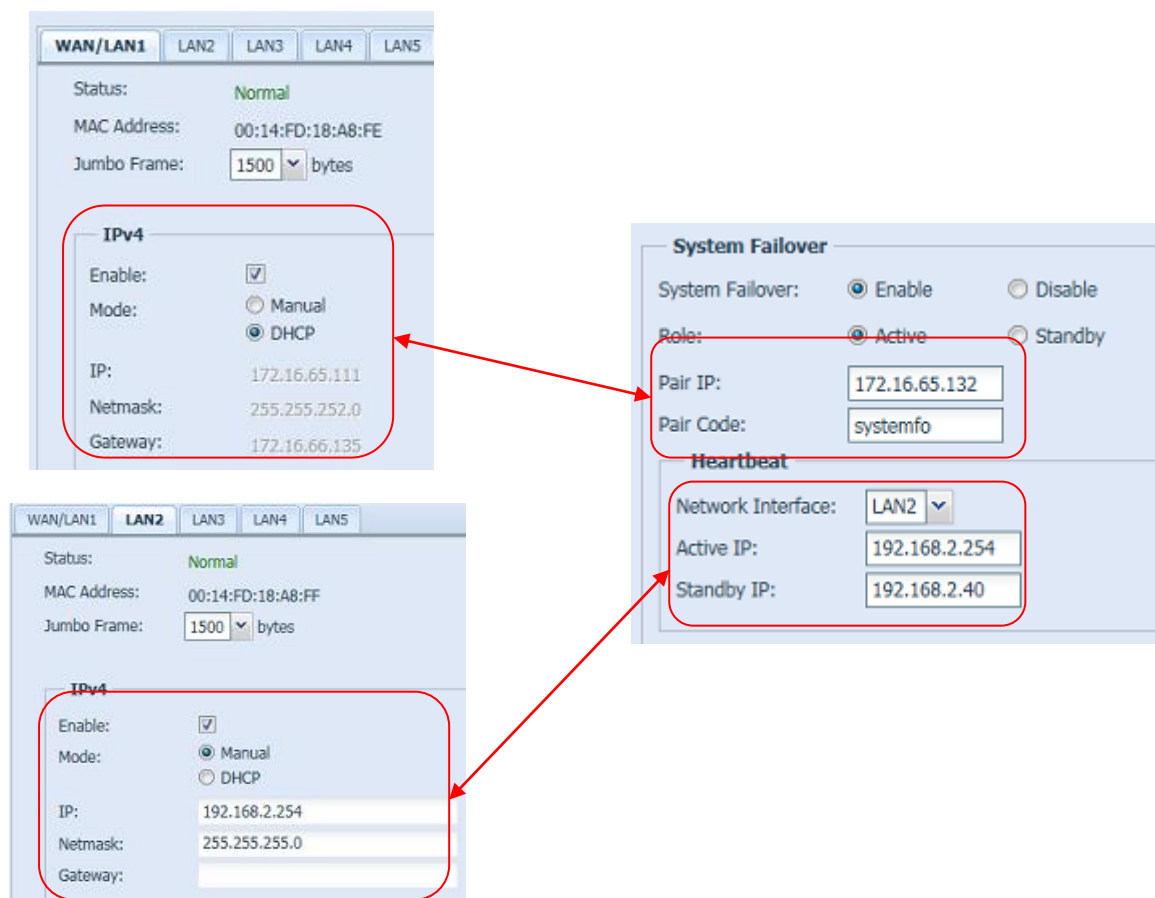 WAN/LAN1 LAN2 LAN3 LAN4 LAN5
Status: Normal
MAC Address: 00:14:FD:18:A8:FE
Jumbo Frame: 1500 bytes
IPv4
Enable:
Mode: Manual
DHCP
IP: 172.16.65.111
Netmask: 255.255.252.0
Gateway: 172.16.66.135
System Failover
System Failover: Enable Disable
Role: Active Standby
Pair IP: 172.16.65.132
Pair Code: systemfo
Heartbeat
Network Interface: LAN2
Active IP: 192.168.2.254
Standby IP: 192.168.2.40
WAN/LAN1 LAN2 LAN3 LAN4 LAN5
Status: Normal
MAC Address: 00:14:FD:18:A8:FF
Jumbo Frame: 1500 bytes
IPv4
Enable:
Mode: Manual
DHCP
IP: 192.168.2.254
Netmask: 255.255.255.0
Gateway: